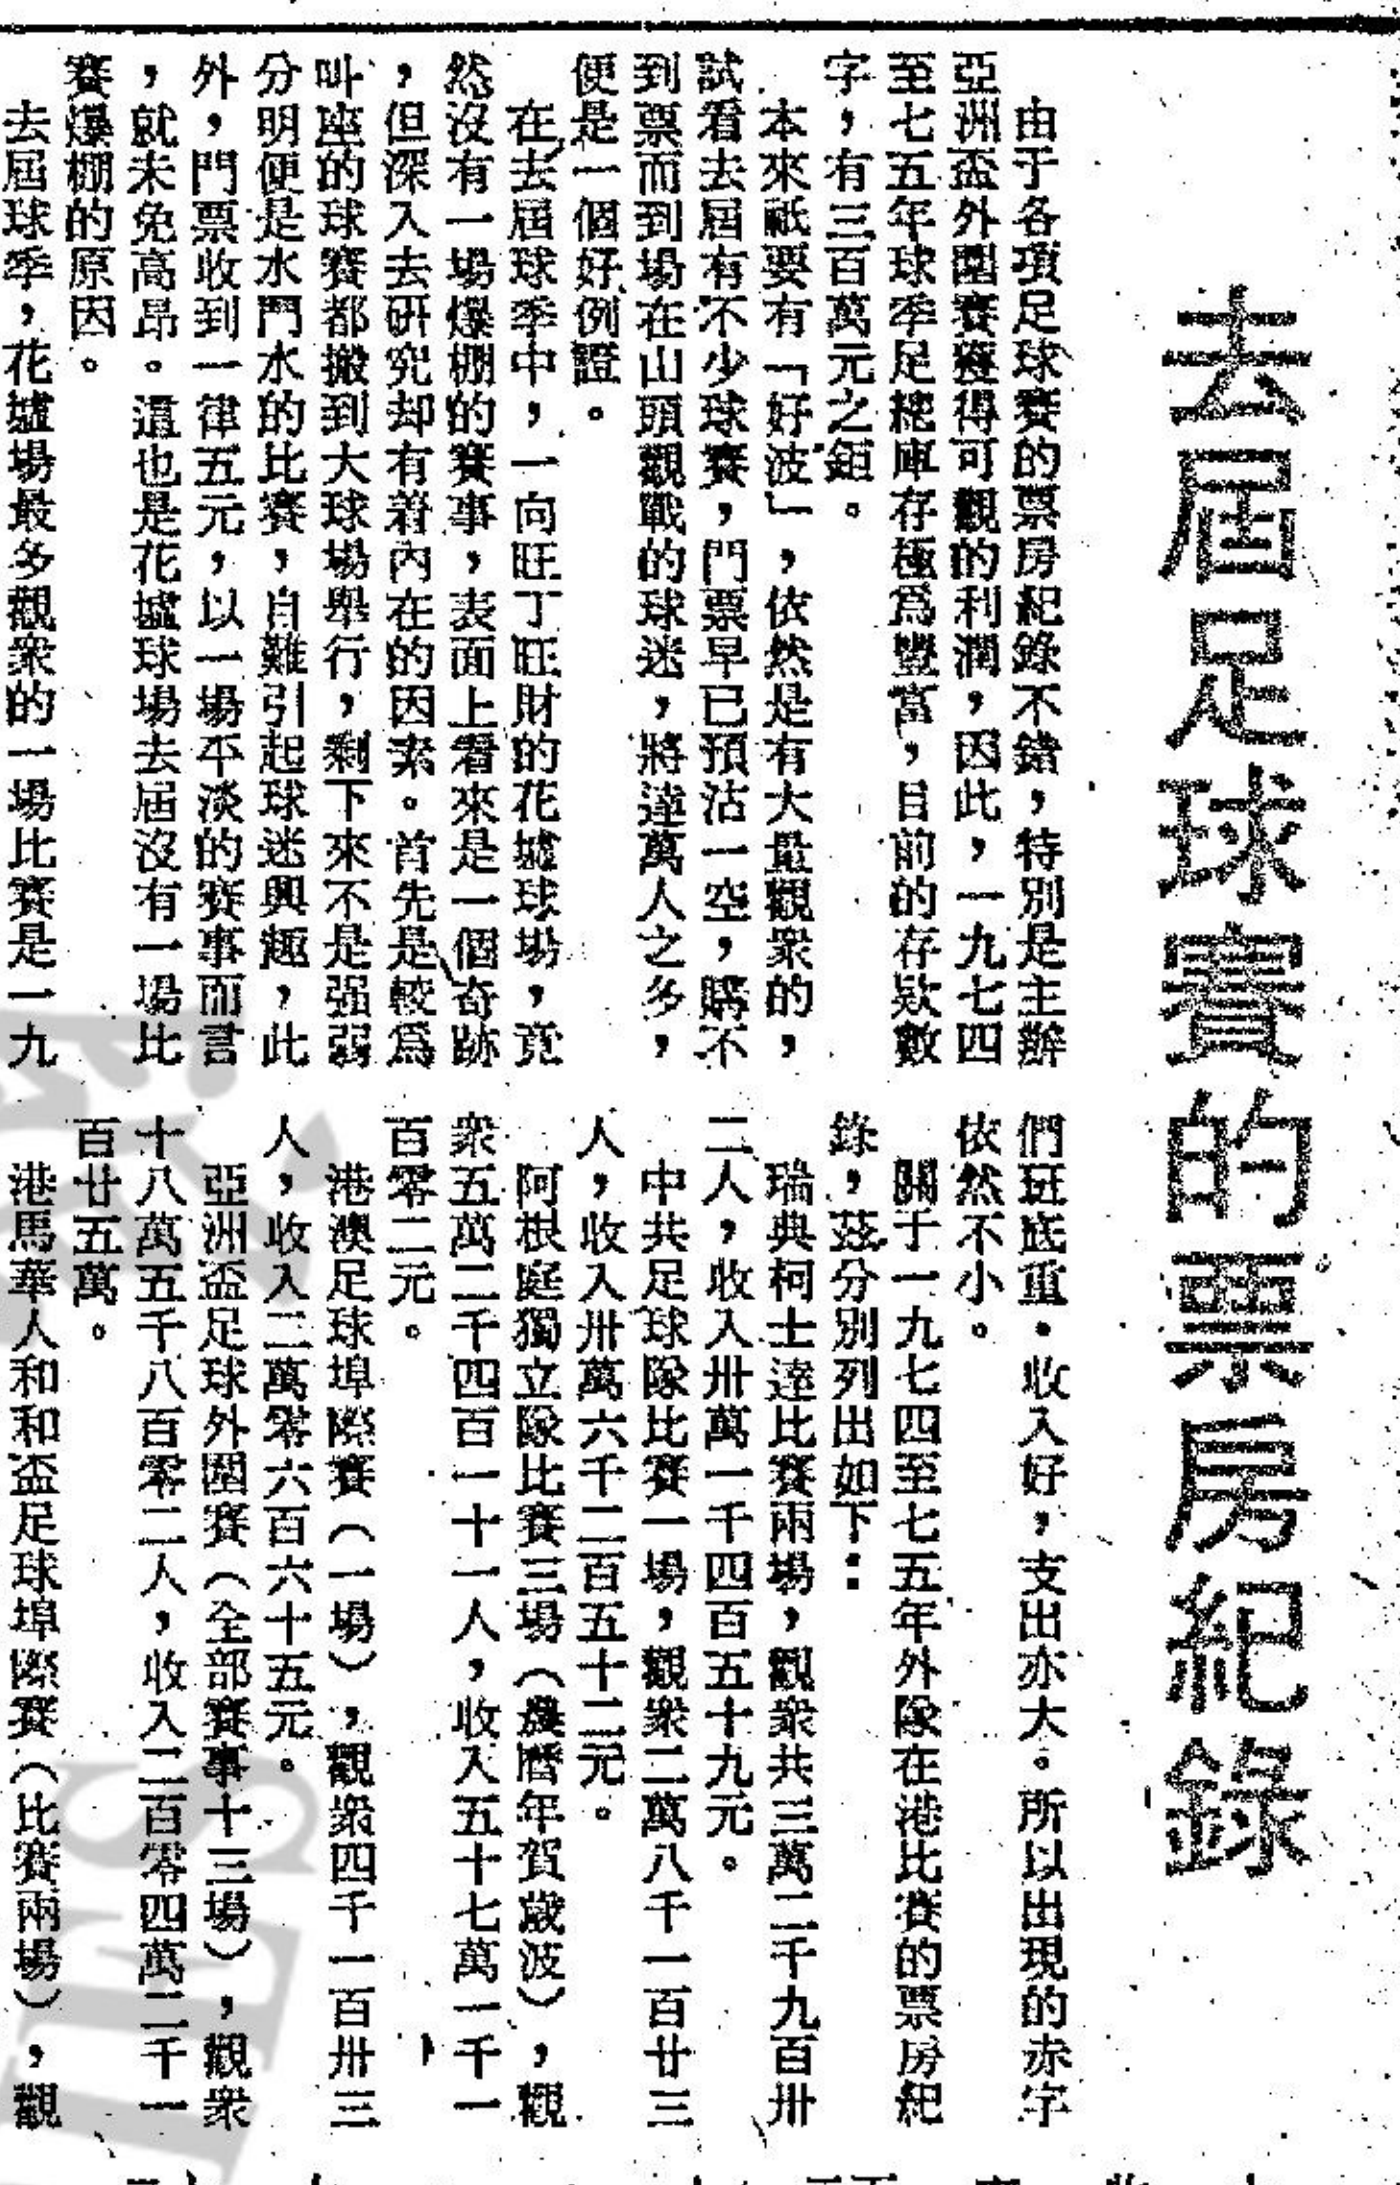 去屆足球賽的票房紀錄
由于各項足球賽的票房紀錄不錯，特別是主辦
亞洲盃外圍賽獲得可觀的利潤，因此，一九七四
至七五年球季足總庫存極爲豐富，目前的存欵數
字，有三百萬元之鉅。
本來祇要有「好波」，依然是有大量觀衆的，
試看去屆有不少球賽，門票早已預沽一空，購不
到票而到場在山頭觀戰的球迷，將達萬人之多，
便是一個好例證。
在去屆球季中，一向旺丁旺財的花墟球場，竟
然沒有一場爆棚的賽事，表面上看來是一個奇跡
，但深入去研究却有着內在的因素。首先是較爲
叫座的球賽都搬到大球場舉行，剩下來不是强弱
分明便是水門水的比賽，自難引起球迷興趣，此
外，門票收到一律五元，以一場平淡的賽事而言
，就未免高昂。這也是花墟球場去屆沒有一場比
賽爆棚的原因。
去屆球季，花墟場最多觀衆的一場比賽是一九
們班底重．收入好，支出亦大。所以出現的赤字
依然不小。
關于一九七四至七五年外隊在港比賽的票房紀
錄，茲分別列出如下：
瑞典柯士達比賽兩場，觀衆共三萬二千九百卅
二人，收入卅萬一千四百五十九元。
中共足球隊比賽一場，觀衆二萬八千一百廿三
人，收入卅萬六千二百五十二元。
阿根庭獨立隊比賽三場（農曆年賀歲波），觀
衆五萬二千四百一十一人，收入五十七萬一千一
百零二元。
港澳足球埠際賽（一場），觀衆四千一百卅三
人，收入二萬零六百六十五元。
亞洲盃足球外圍賽（全部賽事十三場），觀衆
十八萬五千八百零二人，收入二百零四萬二千一
百廿五萬。
港馬華人和和盃足球埠際賽（比賽兩場），觀